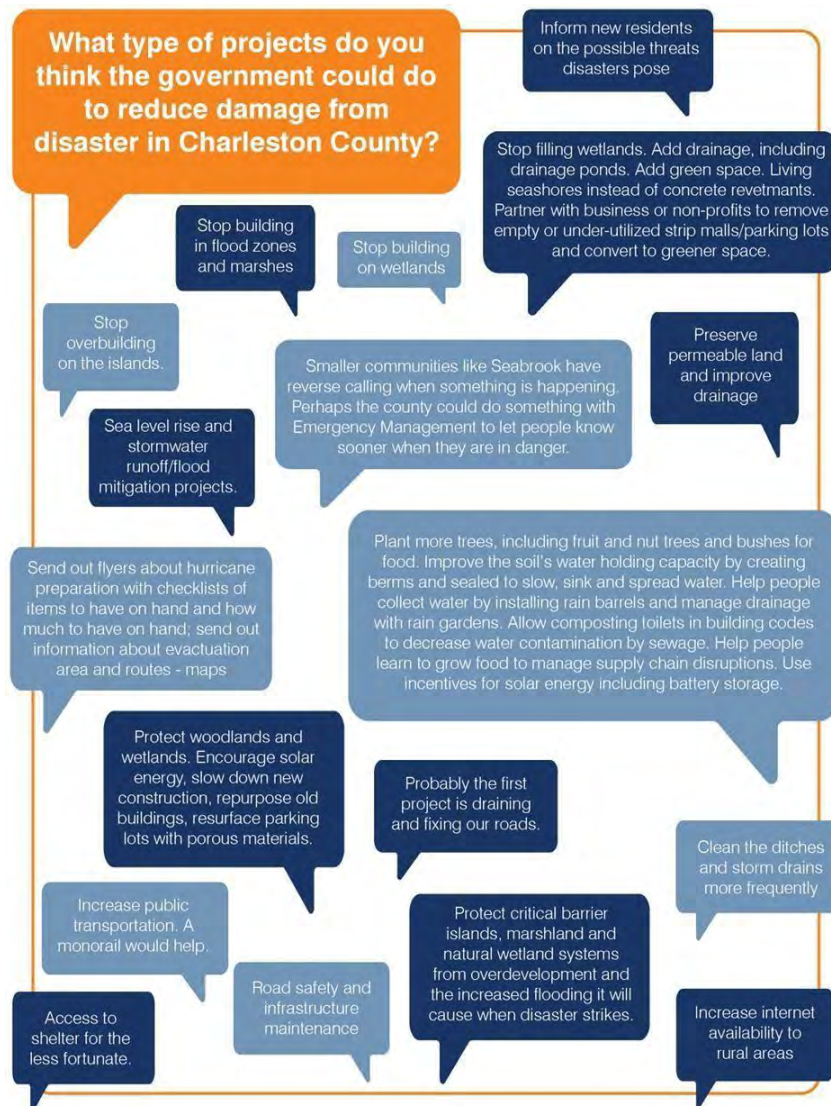 What type of projects do you
think the government could do
to reduce damage from
disaster in Charleston County?
Inform new residents
on the possible threats
disasters pose
Stop filling wetlands. Add drainage, including
drainage ponds. Add green space. Living
seashores instead of concrete revetmants.
Partner with business or non-profits to remove
empty or under-utilized strip malls/parking lots
and convert to greener space.
Stop building
in flood zones
and marshes
Stop building
on wetlands
Stop
overbuilding
on the islands.
Smaller communities like Seabrook have
reverse calling when something is happening.
Perhaps the county could do something with
Emergency Management to let people know
sooner when they are in danger.
Preserve
permeable land
and improve
drainage
Sea level rise and
stormwater
runoff/flood
mitigation projects.
Send out flyers about hurricane
preparation with checklists of
items to have on hand and how
much to have on hand; send out
information about evactuation
area and routes - maps
Plant more trees, including fruit and nut trees and bushes for
food. Improve the soil's water holding capacity by creating
berms and sealed to slow, sink and spread water. Help people
collect water by installing rain barrels and manage drainage
with rain gardens. Allow composting toilets in building codes
to decrease water contamination by sewage. Help people
learn to grow food to manage supply chain disruptions. Use
incentives for solar energy including battery storage.
Protect woodlands and
wetlands. Encourage solar
energy, slow down new
construction, repurpose old
buildings, resurface parking
lots with porous materials.
Probably the first
project is draining
and fixing our roads.
Clean the ditches
and storm drains
more frequently
Increase public
transportation. A
monorail would help.
Protect critical barrier
islands, marshland and
natural wetland systems
from overdevelopment and
the increased flooding it will
cause when disaster strikes.
Road safety and
infrastructure
maintenance
Access to
shelter for the
less fortunate.
Increase internet
availability to
rural areas